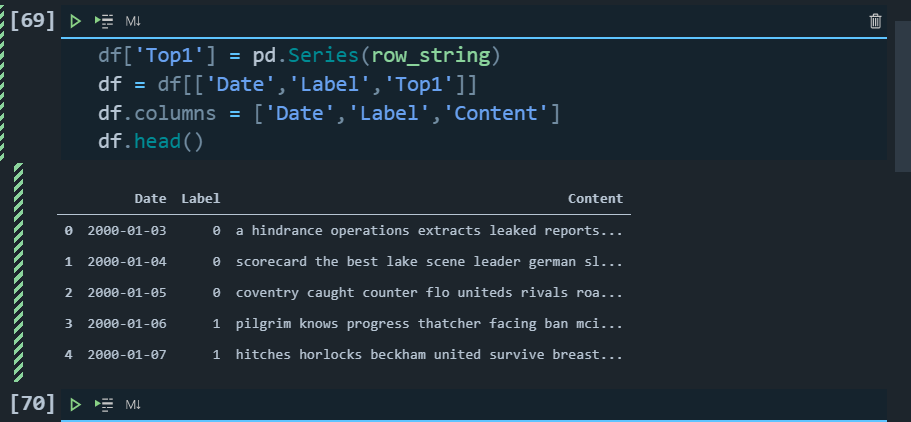 [69] M↓
df['Top1'] = pd.Series(row_string)
df = df[['Date','Label','Top1']]
df.columns = ['Date','Label','Content']
df.head()
Date Label Content
0 2000-01-03 0 a hindrance operations extracts leaked reports...
1 2000-01-04 0 scorecard the best lake scene leader german sl...
2 2000-01-05 0 coventry caught counter flo uniteds rivals roa...
3 2000-01-06 1 pilgrim knows progress thatcher facing ban mci...
4 2000-01-07 1 hitches horlocks beckham united survive breast...
[70] M↓